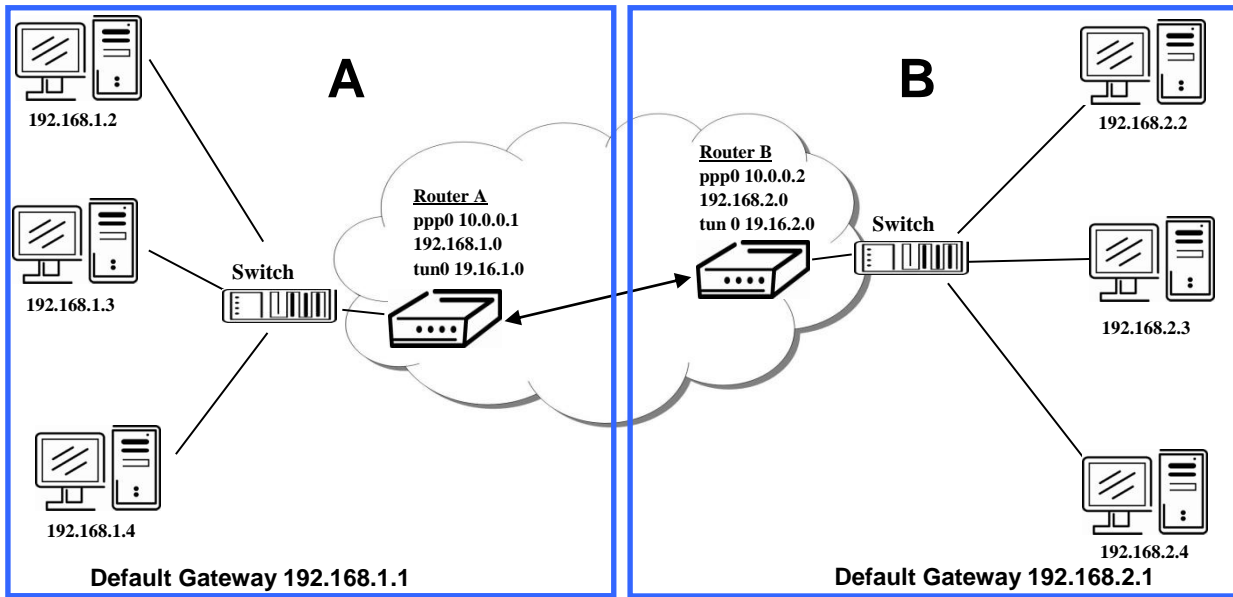 A
192.168.1.2
192.168.1.3
192.168.1.4
Switch
Router A
ppp0 10.0.0.1
192.168.1.0
tun0 19.16.1.0
Default Gateway 192.168.1.1
B
Router B
ppp0 10.0.0.2
192.168.2.0
tun 0 19.16.2.0
Switch
192.168.2.2
192.168.2.3
192.168.2.4
Default Gateway 192.168.2.1